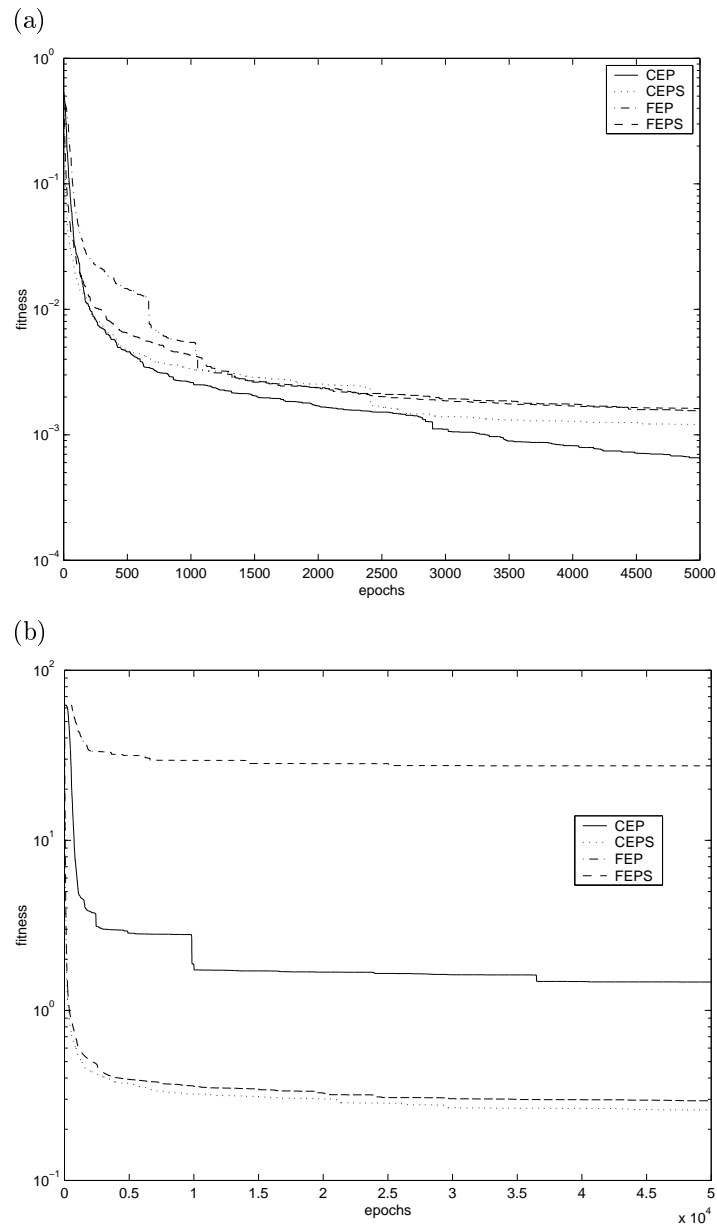 (a)
10^0
10^−1
10^−2
10^−3
10^−4
fitness
CEP
CEPS
FEP
FEPS
0 500 1000 1500 2000 2500 3000 3500 4000 4500 5000
epochs
(b)
10^2
10^1
10^0
10^−1
fitness
CEP
CEPS
FEP
FEPS
0 0.5 1 1.5 2 2.5 3 3.5 4 4.5 5
epochs
x 10^4